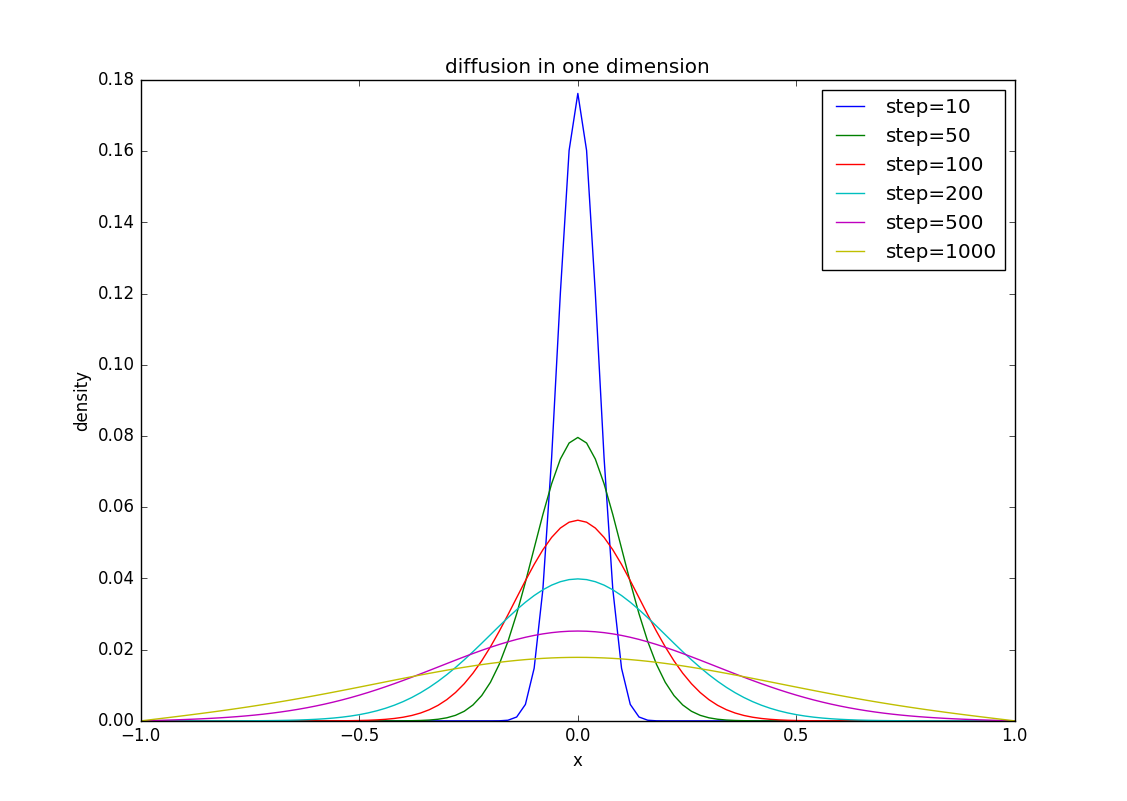 diffusion in one dimension
0.18
0.16
0.14
0.12
0.10
0.08
0.06
0.04
0.02
0.00
density
step=10
step=50
step=100
step=200
step=500
step=1000
−1.0
−0.5
0.0
0.5
1.0
x